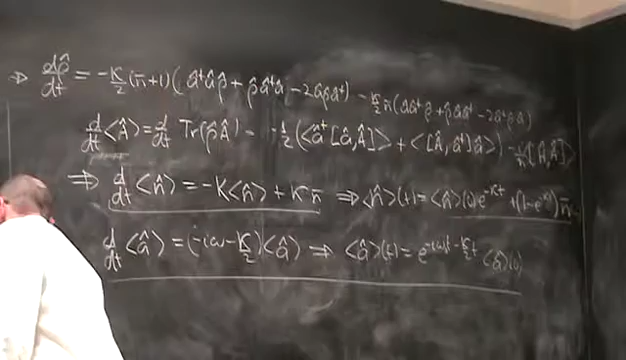 ⇒ dρ̂/dt = -κ/2 (n̄+1)(â†âρ̂ + ρ̂â†â - 2âρ̂â†) - κ/2 n̄(ââ†ρ̂ + ρ̂ââ† - 2â†ρ̂â)
d/dt <Â> = d/dt Tr(ρ̂Â) = -1/2 (<â†[â,Â]> + <[Â,â†]â>)
⇒ d/dt <n̂> = -κ<n̂> + κn̄ ⇒ <n̂>(t) = <n̂>(0)e^{-κt} + (1-e^{-κt})n̄
d/dt <â> = (-iω-κ/2)<â> ⇒ <â>(t) = e^{-iωt-κ/2 t} <â>(0)